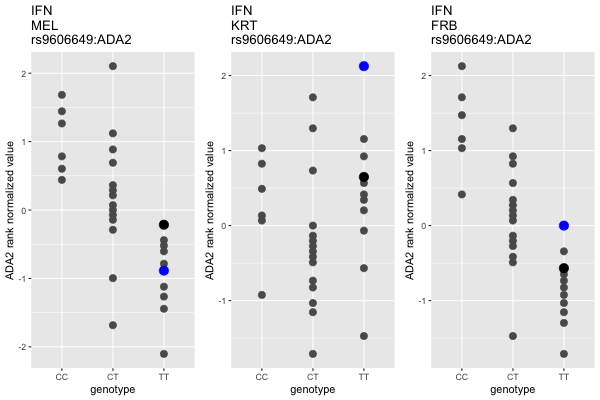 IFN
MEL
rs9606649:ADA2
ADA2 rank normalized value
2
1
0
-1
-2
CC
CT
TT
genotype
IFN
KRT
rs9606649:ADA2
ADA2 rank normalized value
2
1
0
-1
CC
CT
TT
genotype
IFN
FRB
rs9606649:ADA2
ADA2 rank normalized value
2
1
0
-1
CC
CT
TT
genotype